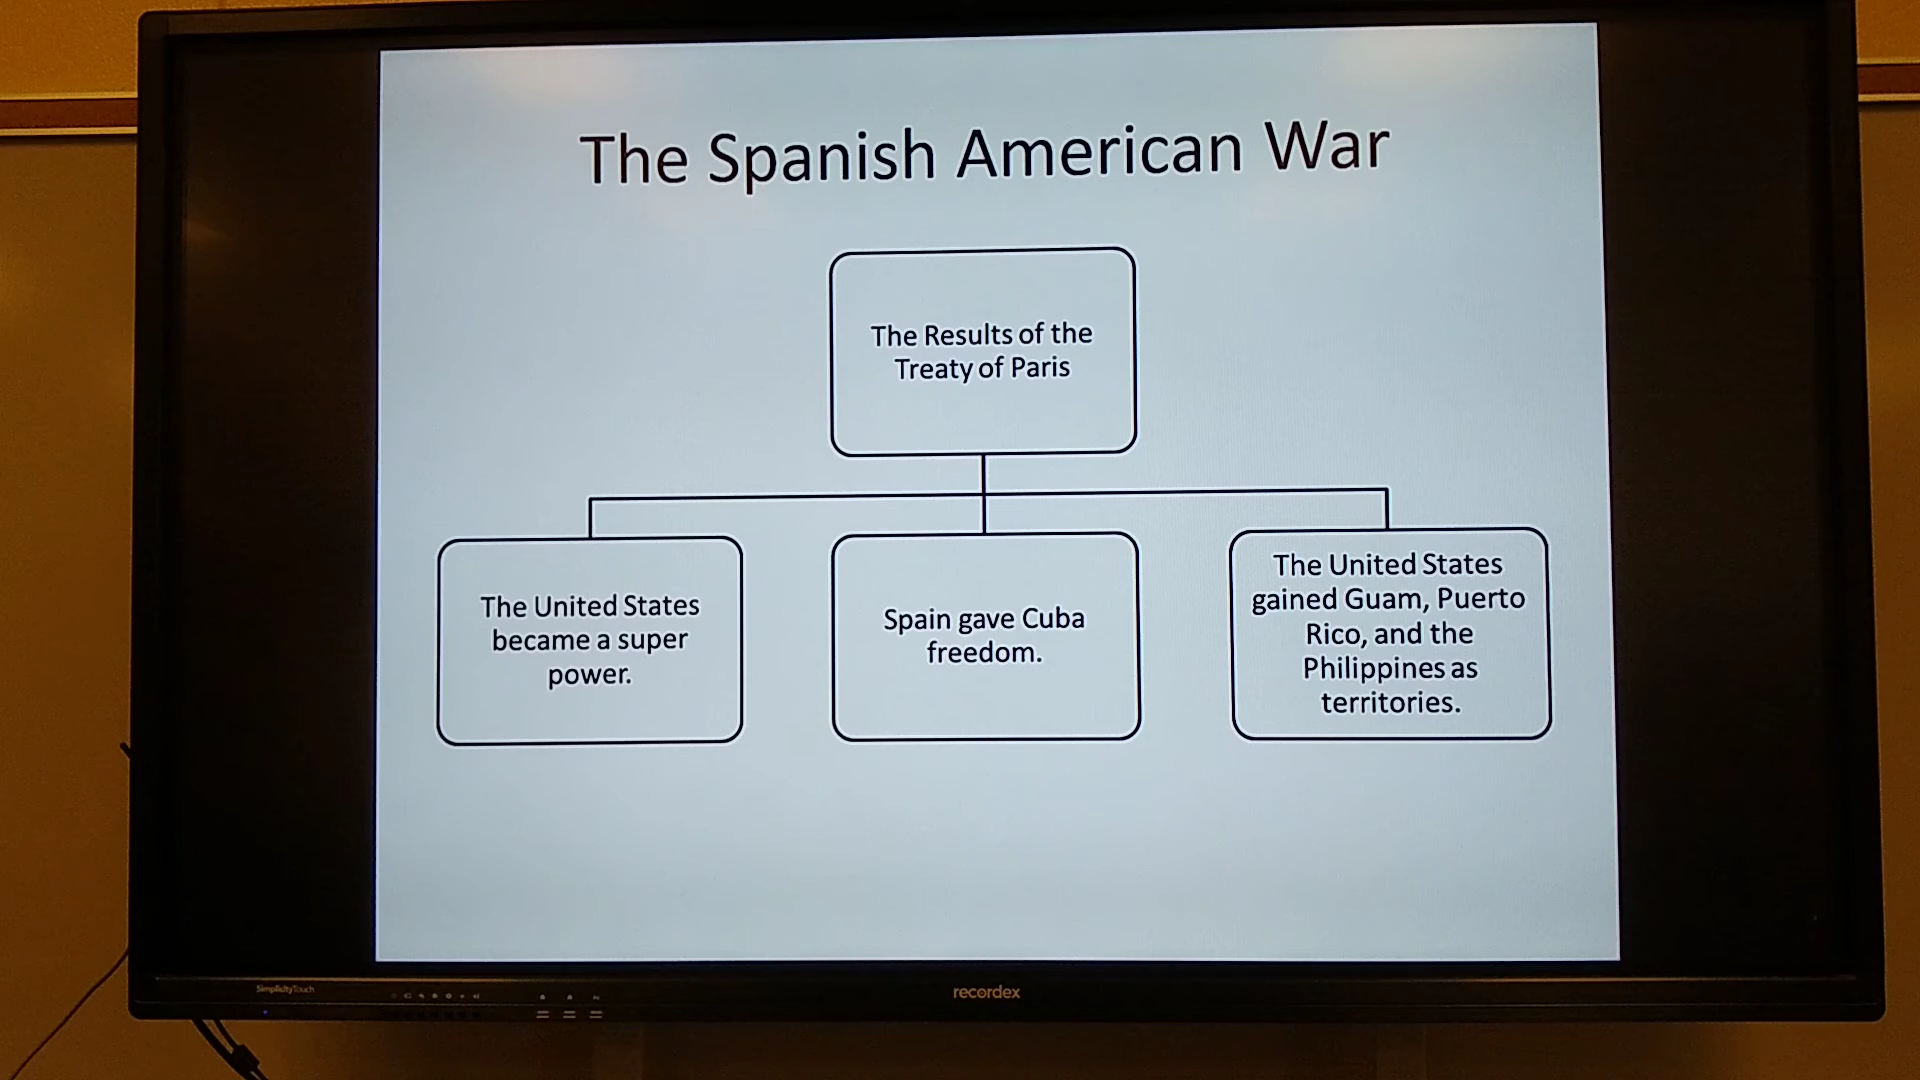 The Spanish American War
The Results of the
Treaty of Paris
The United States
became a super
power.
Spain gave Cuba
freedom.
The United States
gained Guam, Puerto
Rico, and the
Philippines as
territories.
SimplicityTouch
recordex